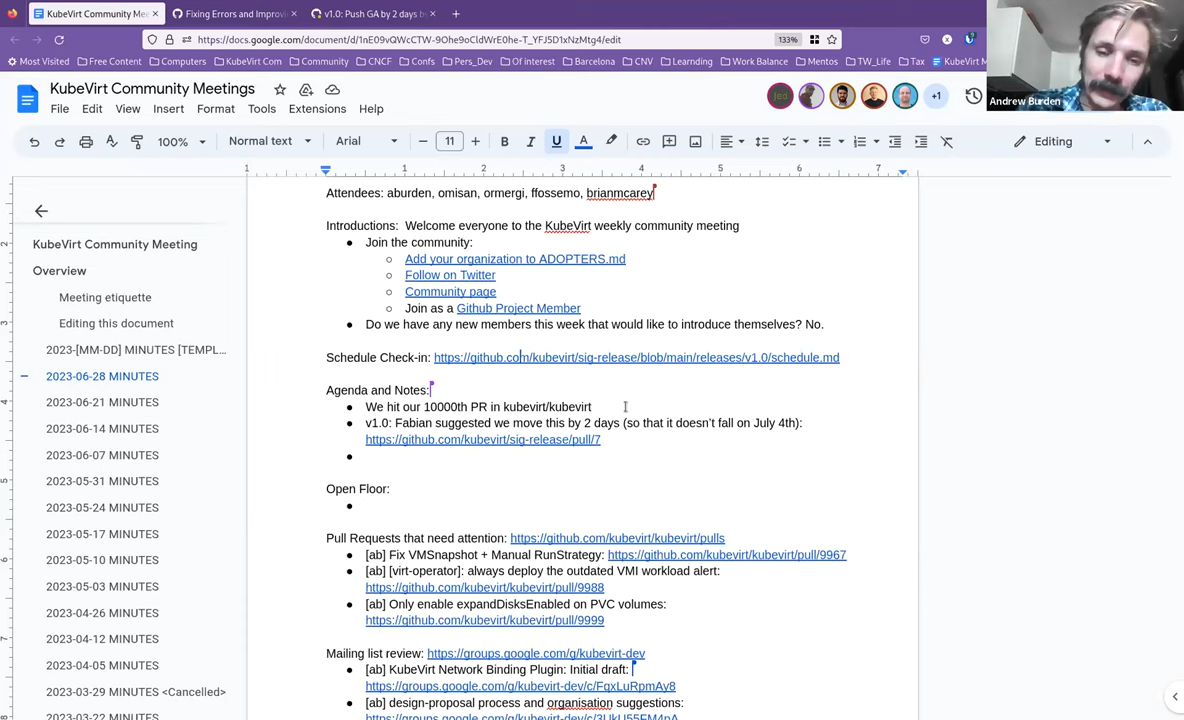 KubeVirt Community Mee
Fixing Errors and Improvi
v1.0: Push GA by 2 days b
https://docs.google.com/document/d/1nE09vQWcCTW-9Ohe9oCldWrE0he-T_YFJ5D1xNzMtg4/edit
133%
Most Visited
Free Content
Computers
KubeVirt Com
Community
CNCF
Confs
Pers_Dev
Of interest
Barcelona
CNV
Learnding
Work Balance
Mentos
TW_Life
Tax
KubeVirt M
Andrew Burden
KubeVirt Community Meetings
File Edit View Insert Format Tools Extensions Help
Jed
+1
100%
Normal text
Arial
11
Editing
1 1 2 3 4 5 6 7
KubeVirt Community Meeting
Overview
Meeting etiquette
Editing this document
2023-[MM-DD] MINUTES [TEMPL...
2023-06-28 MINUTES
2023-06-21 MINUTES
2023-06-14 MINUTES
2023-06-07 MINUTES
2023-05-31 MINUTES
2023-05-24 MINUTES
2023-05-17 MINUTES
2023-05-10 MINUTES
2023-05-03 MINUTES
2023-04-26 MINUTES
2023-04-12 MINUTES
2023-04-05 MINUTES
2023-03-29 MINUTES <Cancelled>
2023-03-22 MINUTES
Attendees: aburden, omisan, ormergi, ffossemo, brianmcarey
Introductions: Welcome everyone to the KubeVirt weekly community meeting
Join the community:
Add your organization to ADOPTERS.md
Follow on Twitter
Community page
Join as a Github Project Member
Do we have any new members this week that would like to introduce themselves? No.
Schedule Check-in: https://github.com/kubevirt/sig-release/blob/main/releases/v1.0/schedule.md
Agenda and Notes:
We hit our 10000th PR in kubevirt/kubevirt
v1.0: Fabian suggested we move this by 2 days (so that it doesn't fall on July 4th):
https://github.com/kubevirt/sig-release/pull/7
Open Floor:
Pull Requests that need attention: https://github.com/kubevirt/kubevirt/pulls
[ab] Fix VMSnapshot + Manual RunStrategy: https://github.com/kubevirt/kubevirt/pull/9967
[ab] [virt-operator]: always deploy the outdated VMI workload alert:
https://github.com/kubevirt/kubevirt/pull/9988
[ab] Only enable expandDisksEnabled on PVC volumes:
https://github.com/kubevirt/kubevirt/pull/9999
Mailing list review: https://groups.google.com/g/kubevirt-dev
[ab] KubeVirt Network Binding Plugin: Initial draft:
https://groups.google.com/g/kubevirt-dev/c/FqxLuRpmAy8
[ab] design-proposal process and organisation suggestions: